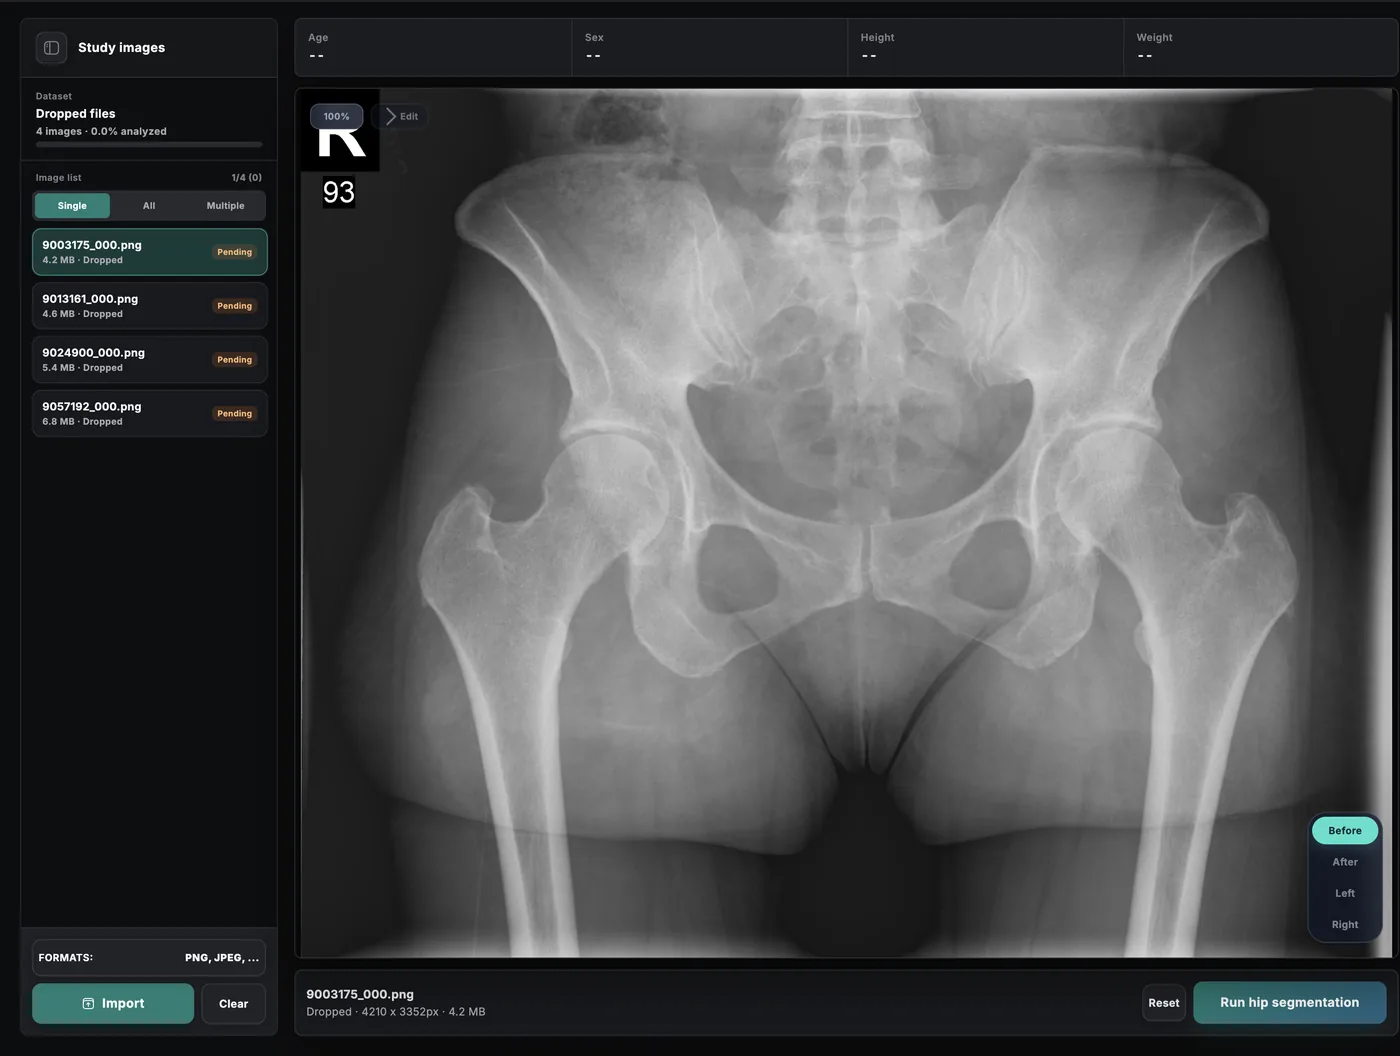 Study images
Dataset
Dropped files
4 images · 0.0% analyzed
Image list 1/4 (0)
Single All Multiple
9003175_000.png
4.2 MB · Dropped
Pending
9013161_000.png
4.6 MB · Dropped
Pending
9024900_000.png
5.4 MB · Dropped
Pending
9057192_000.png
6.8 MB · Dropped
Pending
FORMATS: PNG, JPEG, ...
Import
Clear
Age
--
Sex
--
Height
--
Weight
--
100%
Edit
R
93
Before
After
Left
Right
9003175_000.png
Dropped · 4210 x 3352px · 4.2 MB
Reset
Run hip segmentation